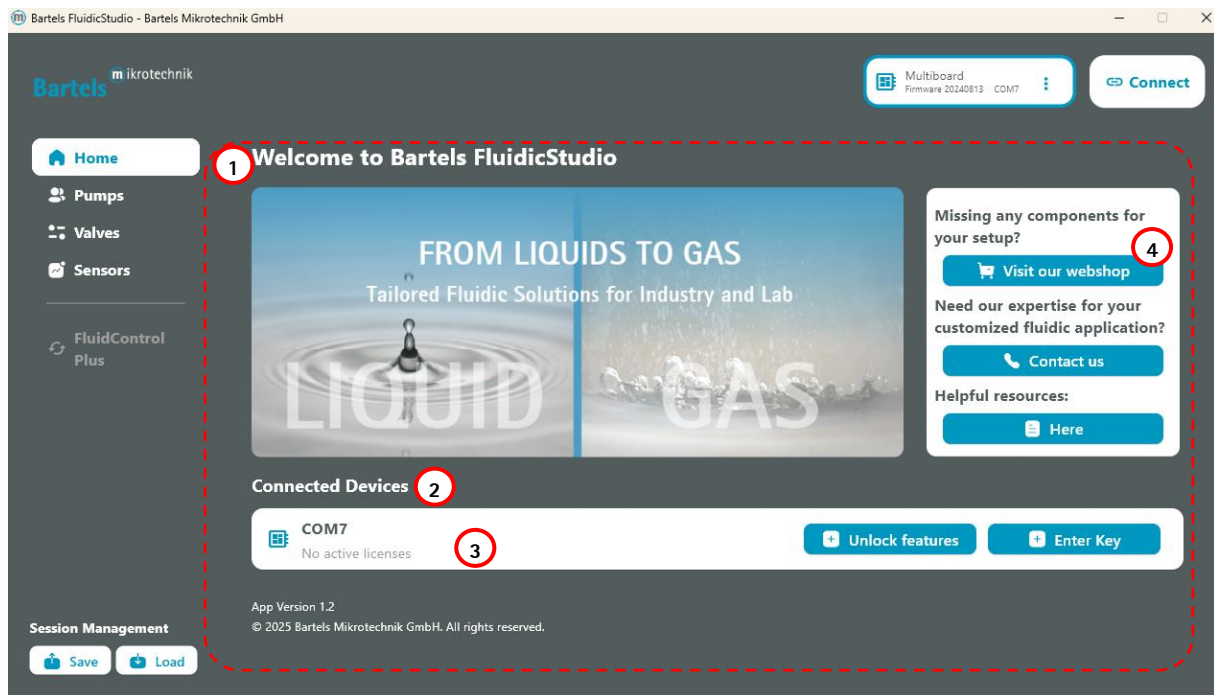 Bartels FluidicStudio - Bartels Mikrotechnik GmbH
Bartels mikrotechnik
Multiboard
Firmware 20240813 COM7
Connect
Home
Pumps
Valves
Sensors
FluidControl
Plus
Session Management
Save
Load
1
Welcome to Bartels FluidicStudio
FROM LIQUIDS TO GAS
Tailored Fluidic Solutions for Industry and Lab
LIQUID
GAS
Missing any components for
your setup?
4
Visit our webshop
Need our expertise for your
customized fluidic application?
Contact us
Helpful resources:
Here
Connected Devices
2
COM7
No active licenses
3
Unlock features
Enter Key
App Version 1.2
© 2025 Bartels Mikrotechnik GmbH. All rights reserved.